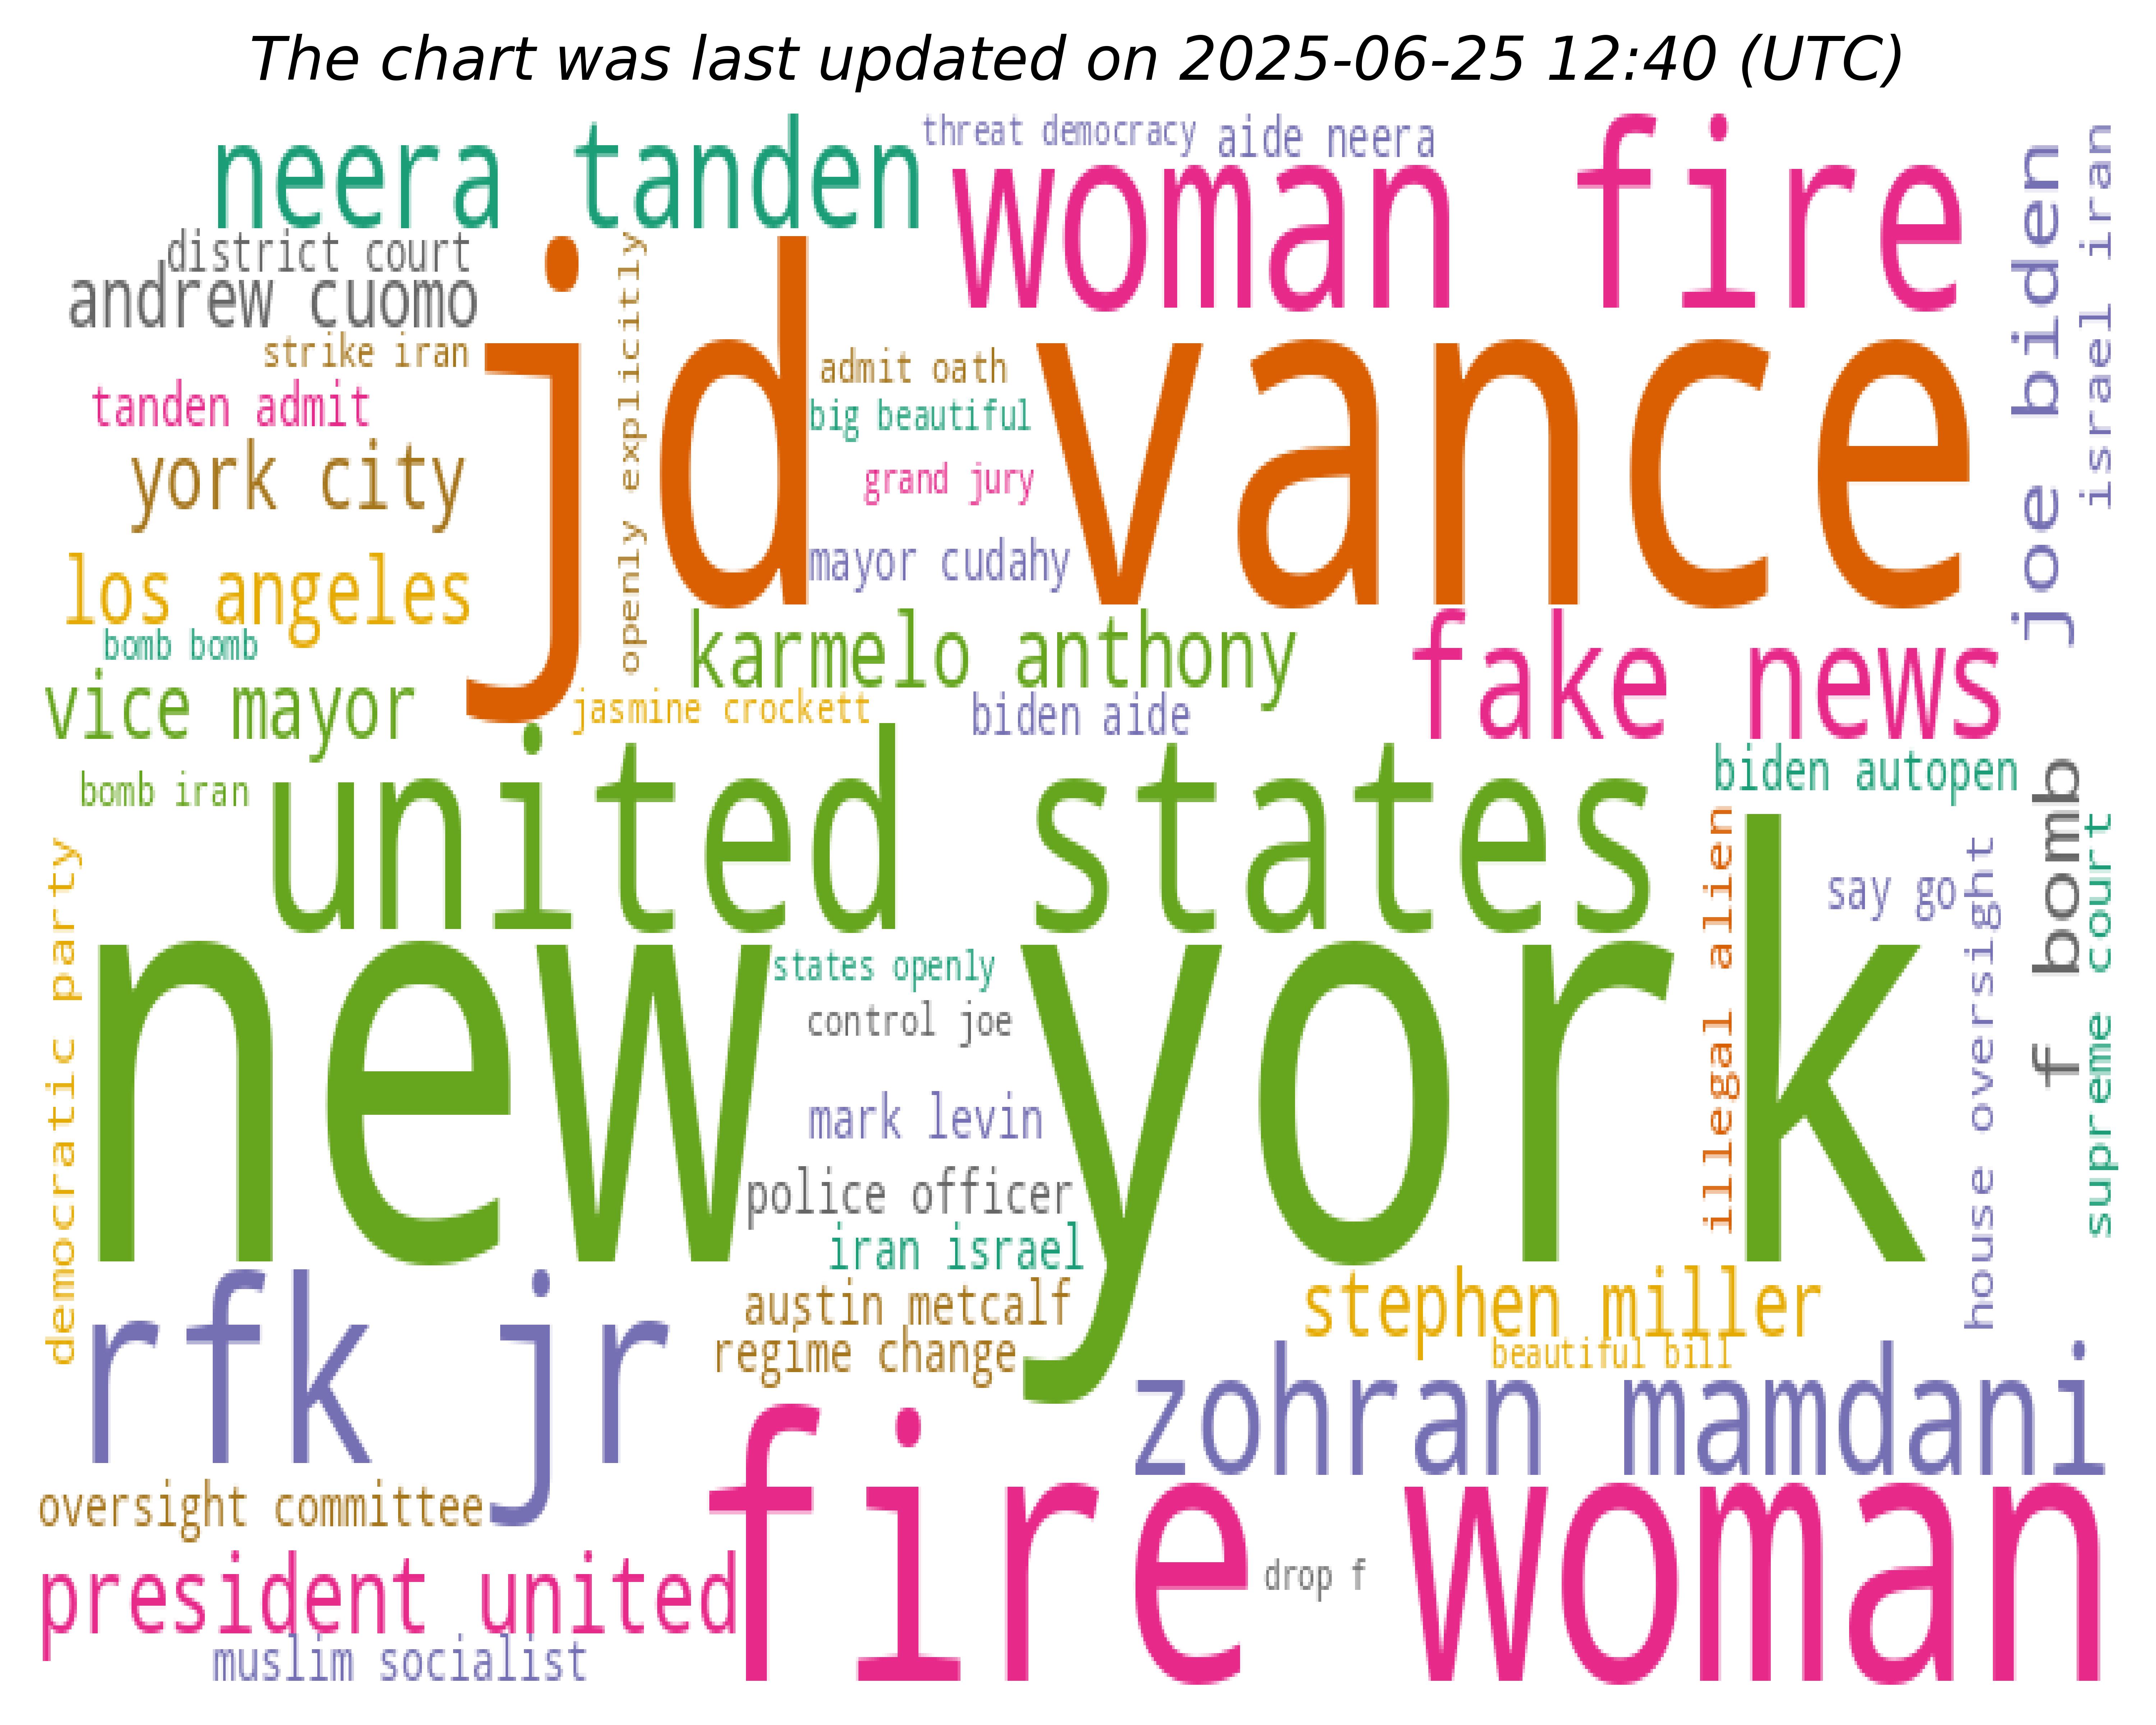 The chart was last updated on 2025-06-25 12:40 (UTC)
neera tanden
threat democracy
aide neera
woman fire
joe biden
israel iran
district court
andrew cuomo
strike iran
tanden admit
york city
los angeles
bomb bomb
vice mayor
jd vance
openly explicitly
admit oath
big beautiful
grand jury
mayor cudahy
karmelo anthony
fake news
jasmine crockett
biden aide
bomb iran
united states
biden autopen
f bomb
supreme court
say go
illegal alien
house oversight
democratic party
new york
states openly
control joe
mark levin
police officer
iran israel
austin metcalf
regime change
stephen miller
beautiful bill
rfk jr
zohran mamdani
oversight committee
fire woman
drop f
president united
muslim socialist